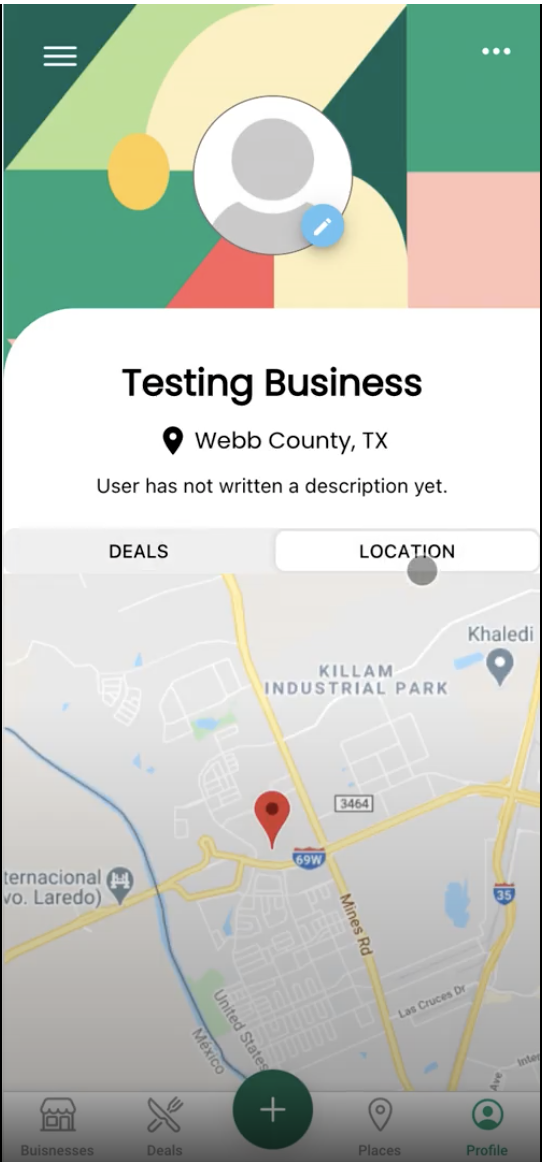 Testing Business
Webb County, TX
User has not written a description yet.
DEALS
LOCATION
Khaledi
KILLAM
INDUSTRIAL PARK
3464
69W
ternacional
vo. Laredo)
35
Mines Rd
Las Cruces Dr
United States
México
Ave
Inte
Buisnesses
Deals
Places
Profile